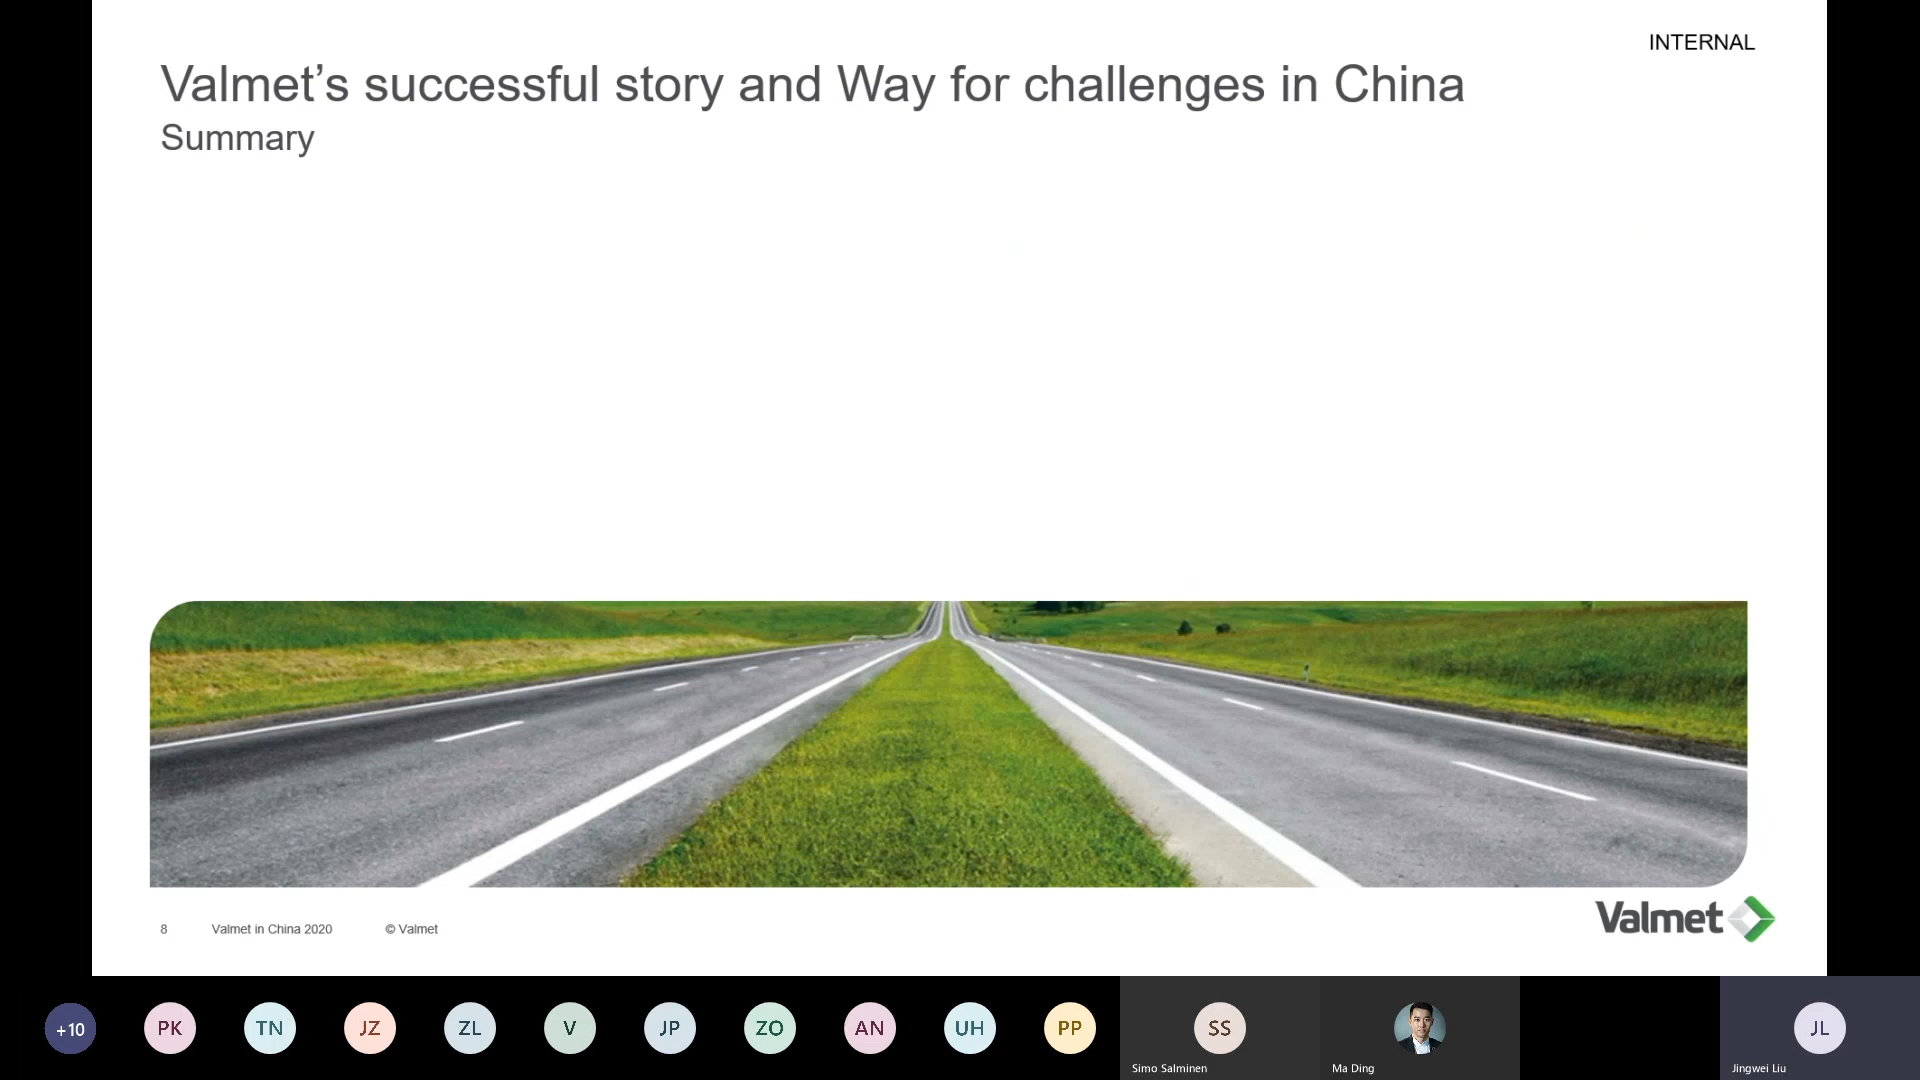 INTERNAL
Valmet’s successful story and Way for challenges in China
Summary
8 Valmet in China 2020 © Valmet
Valmet
+10 PK TN JZ ZL V JP ZO AN UH PP SS JL
Simo Salminen Ma Ding Jingwei Liu